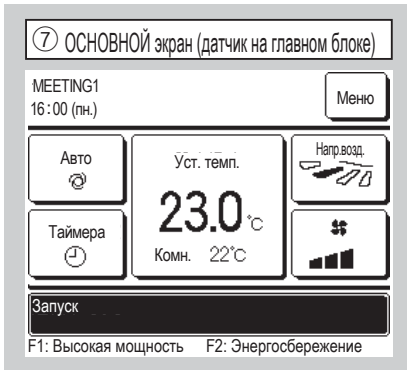 ⑦ ОСНОВНОЙ экран (датчик на главном блоке)
MEETING1
16:00 (пн.)
Меню
Авто
Уст. темп.
Напр.возд.
23.0°C
Таймера
Комн. 22°C
Запуск
F1: Высокая мощность F2: Энергосбережение